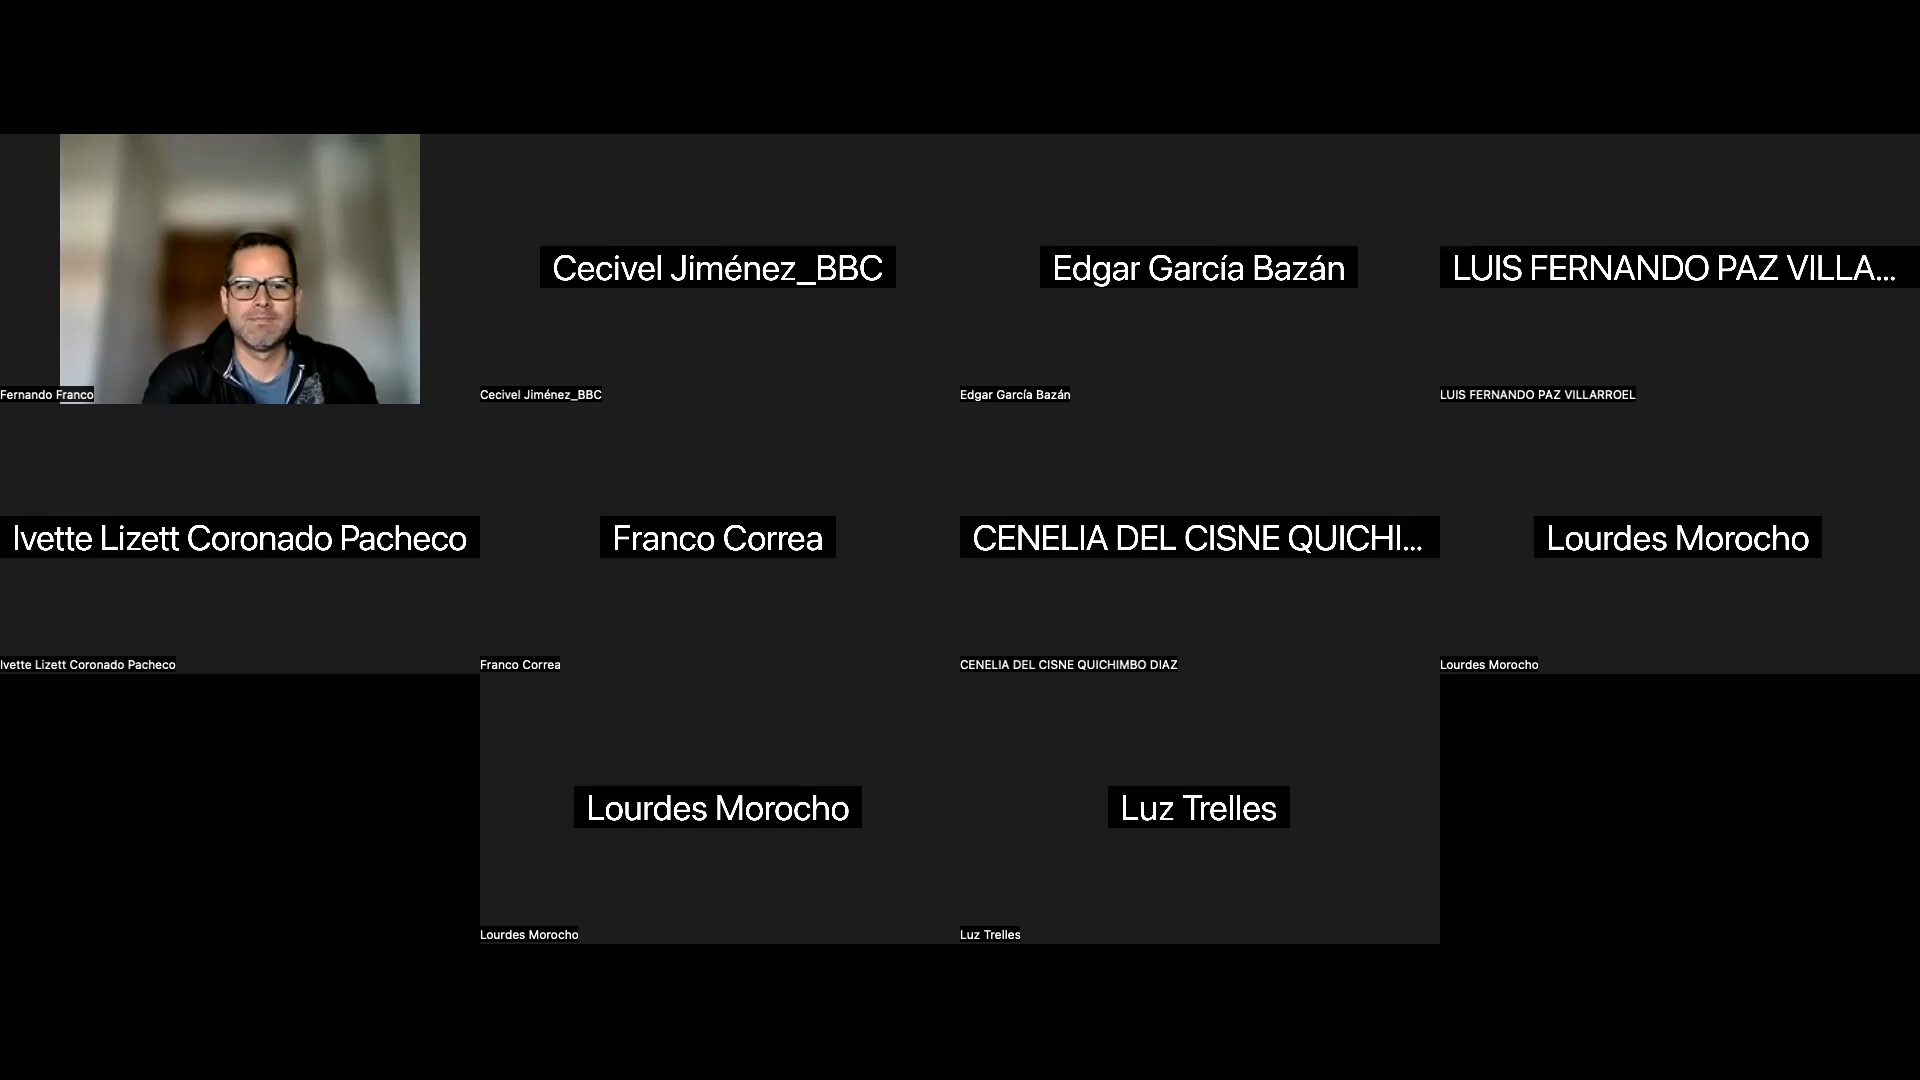 Cecivel Jiménez_BBC
Edgar García Bazán
LUIS FERNANDO PAZ VILLA...
Fernando Franco
Cecivel Jiménez_BBC
Edgar García Bazán
LUIS FERNANDO PAZ VILLARROEL
Ivette Lizett Coronado Pacheco
Franco Correa
CENELIA DEL CISNE QUICHI...
Lourdes Morocho
Ivette Lizett Coronado Pacheco
Franco Correa
CENELIA DEL CISNE QUICHIMBO DIAZ
Lourdes Morocho
Lourdes Morocho
Luz Trelles
Lourdes Morocho
Luz Trelles